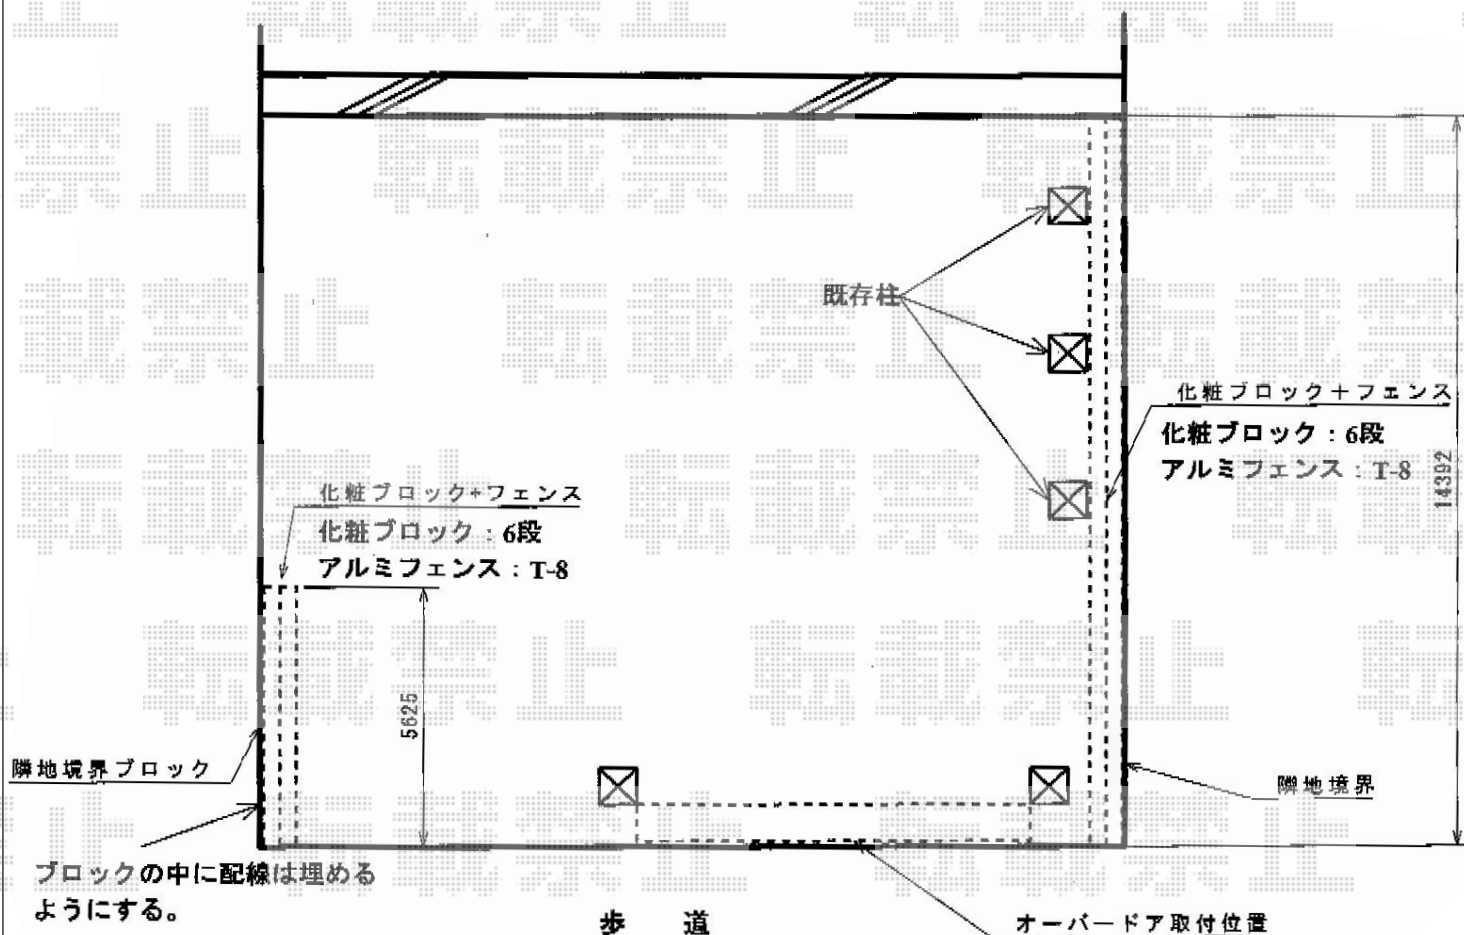 既存柱
化粧ブロック+フェンス
化粧ブロック：6段
アルミフェンス：T-8
14392
化粧ブロック+フェンス
化粧ブロック：6段
アルミフェンス：T-8
5625
隣地境界ブロック
隣地境界
ブロックの中に配線は埋める
ようにする。
歩道
オーバードア取付位置
転載禁止